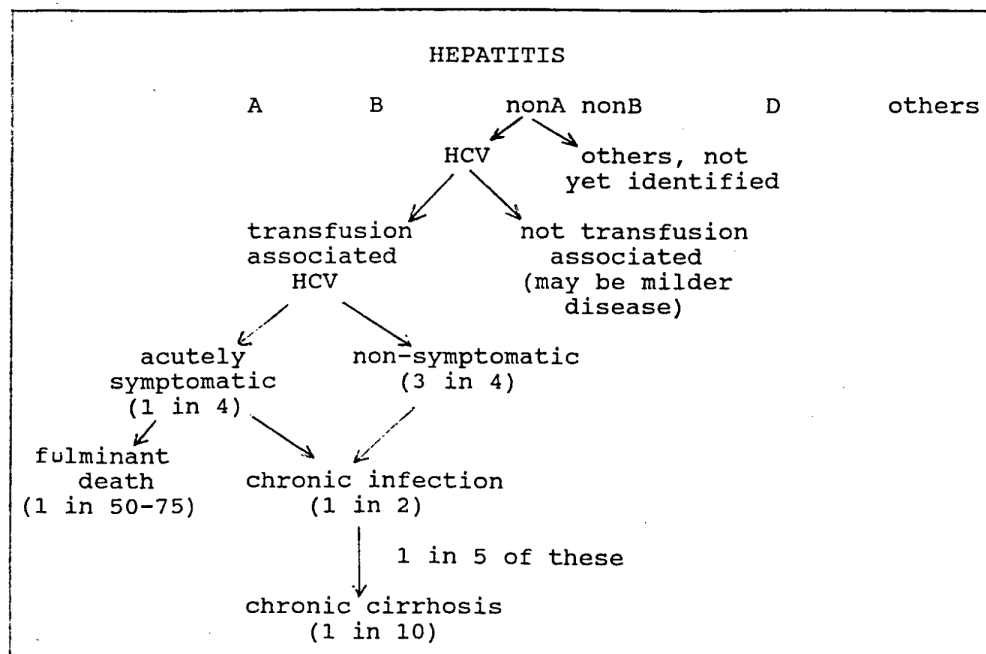 HEPATITIS
A B nonA nonB D others
HCV others, not
yet identified
transfusion not transfusion
associated associated
HCV (may be milder
disease)
acutely non-symptomatic
symptomatic (3 in 4)
(1 in 4)
fulminant
death chronic infection
(1 in 50-75) (1 in 2)
1 in 5 of these
chronic cirrhosis
(1 in 10)